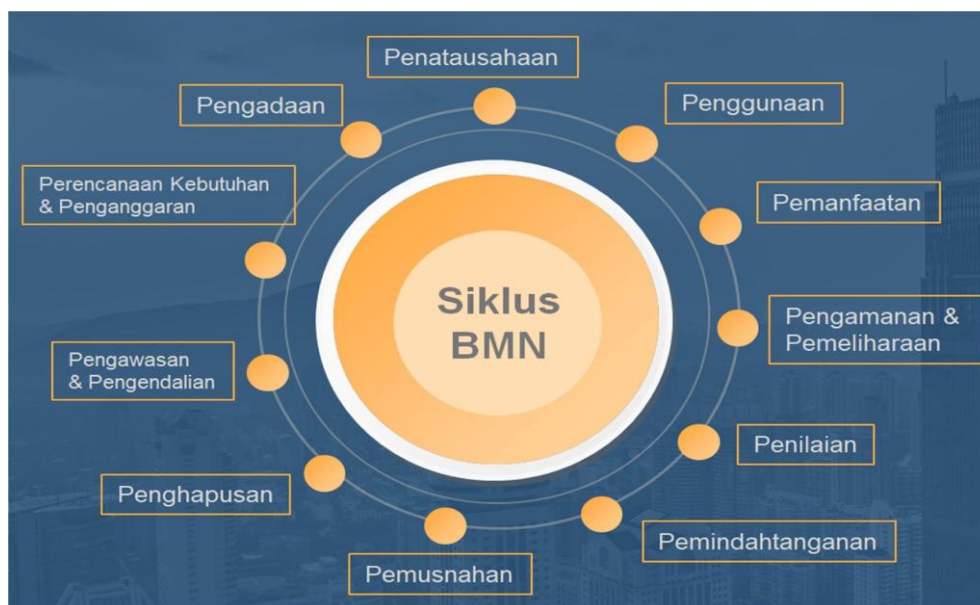 Penatausahaan
Pengadaan
Penggunaan
Perencanaan Kebutuhan
& Penganggaran
Pemanfaatan
Siklus
BMN
Pengamanan &
Pemeliharaan
Pengawasan
& Pengendalian
Penilaian
Penghapusan
Pemindahtanganan
Pemusnahan